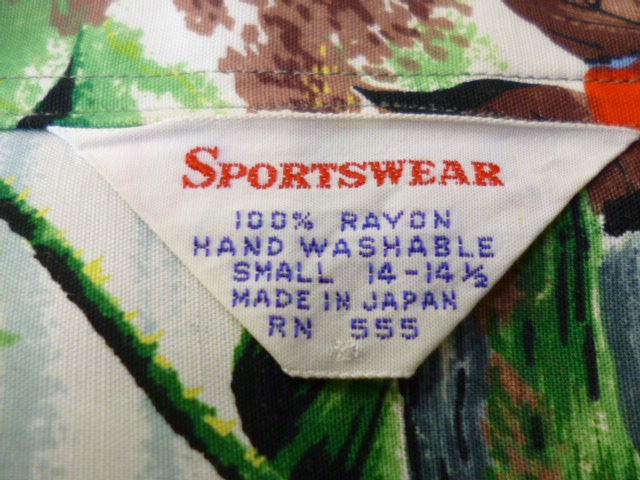 SPORTSWEAR
100% RAYON
HAND WASHABLE
SMALL 14-14½
MADE IN JAPAN
RN 555